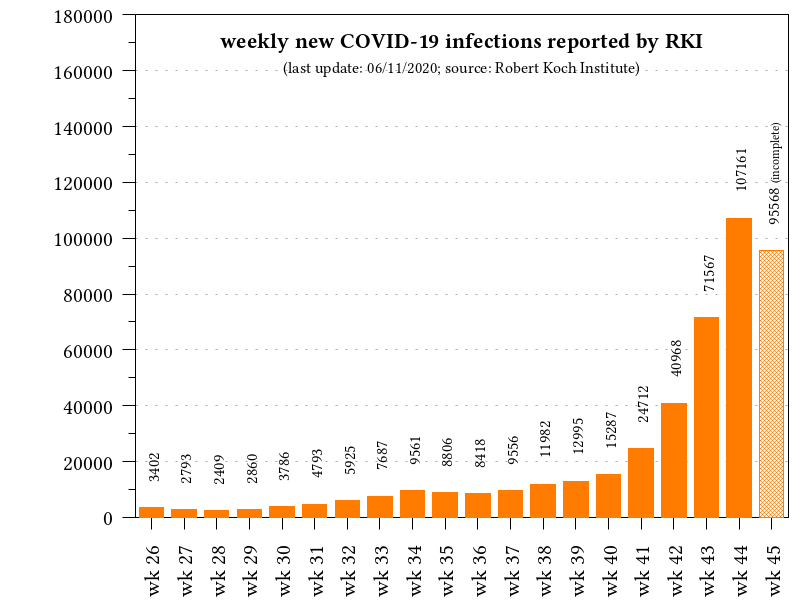 weekly new COVID-19 infections reported by RKI
(last update: 06/11/2020; source: Robert Koch Institute)
180000
160000
140000
120000
100000
80000
60000
40000
20000
0
3402
2793
2409
2860
3786
4793
5925
7687
9561
8806
8418
9556
11982
12995
15287
24712
40968
71567
107161
95568 (incomplete)
wk 26
wk 27
wk 28
wk 29
wk 30
wk 31
wk 32
wk 33
wk 34
wk 35
wk 36
wk 37
wk 38
wk 39
wk 40
wk 41
wk 42
wk 43
wk 44
wk 45